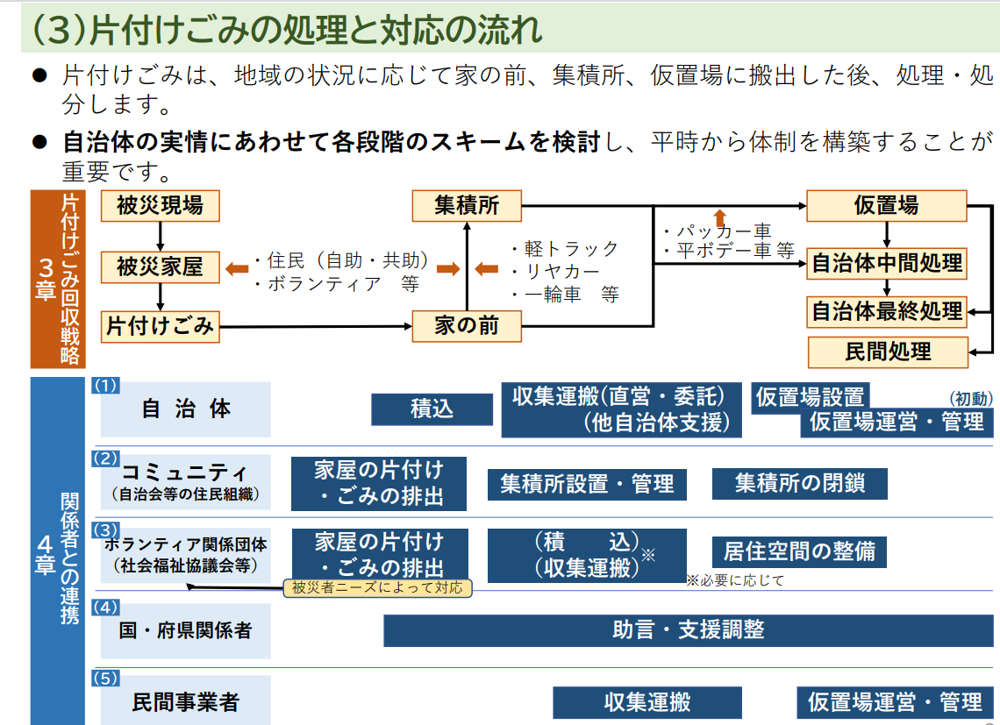 （３）片付けごみの処理と対応の流れ
● 片付けごみは、地域の状況に応じて家の前、集積所、仮置場に搬出した後、処理・処
分します。
● 自治体の実情にあわせて各段階のスキームを検討し、平時から体制を構築することが
重要です。
３章
片付けごみ回収戦略
被災現場
被災家屋
片付けごみ
・住民（自助・共助）
・ボランティア　等
集積所
家の前
・軽トラック
・リヤカー
・一輪車　等
・パッカー車
・平ボデー車 等
仮置場
自治体中間処理
自治体最終処理
民間処理
４章
関係者との連携
(1)
自 治 体
積込
収集運搬(直営・委託)
(他自治体支援)
仮置場設置
(初動)
仮置場運営・管理
(2)
コミュニティ
（自治会等の住民組織）
家屋の片付け
・ごみの排出
集積所設置・管理
集積所の閉鎖
(3)
ボランティア関係団体
（社会福祉協議会等）
家屋の片付け
・ごみの排出
（積　　込）
（収集運搬）※
居住空間の整備
※必要に応じて
被災者ニーズによって対応
(4)
国・府県関係者
助言・支援調整
(5)
民間事業者
収集運搬
仮置場運営・管理